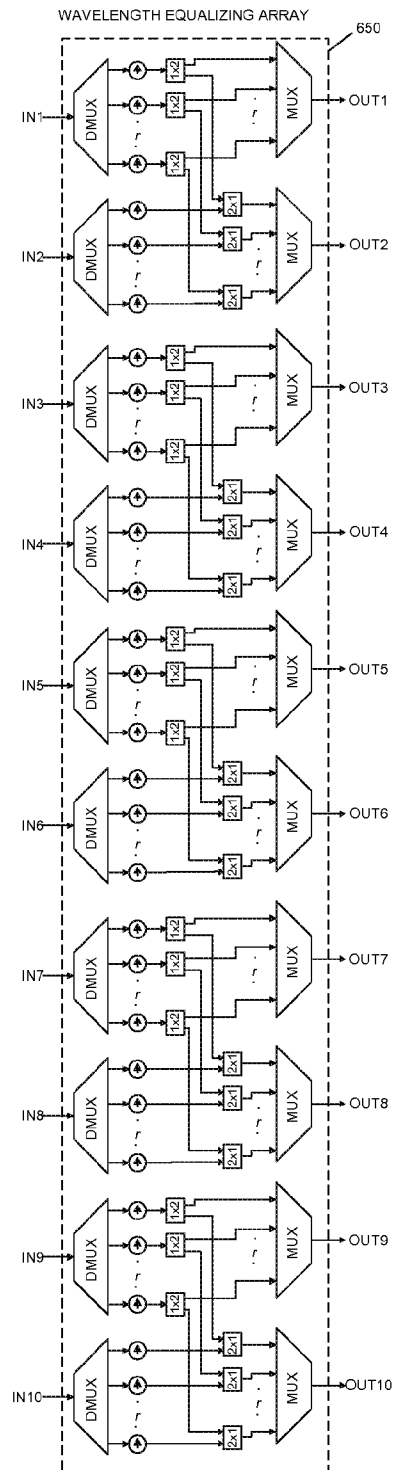 WAVELENGTH EQUALIZING ARRAY
650
IN1
DMUX
1x2
1x2
r
1x2
r
MUX
OUT1
IN2
DMUX
r
2x1
2x1
r
2x1
MUX
OUT2
IN3
DMUX
1x2
1x2
r
1x2
r
MUX
OUT3
IN4
DMUX
r
2x1
2x1
r
2x1
MUX
OUT4
IN5
DMUX
1x2
1x2
r
1x2
r
MUX
OUT5
IN6
DMUX
r
2x1
2x1
r
2x1
MUX
OUT6
IN7
DMUX
1x2
1x2
r
1x2
r
MUX
OUT7
IN8
DMUX
r
2x1
2x1
r
2x1
MUX
OUT8
IN9
DMUX
1x2
1x2
r
1x2
r
MUX
OUT9
IN10
DMUX
r
2x1
2x1
r
2x1
MUX
OUT10